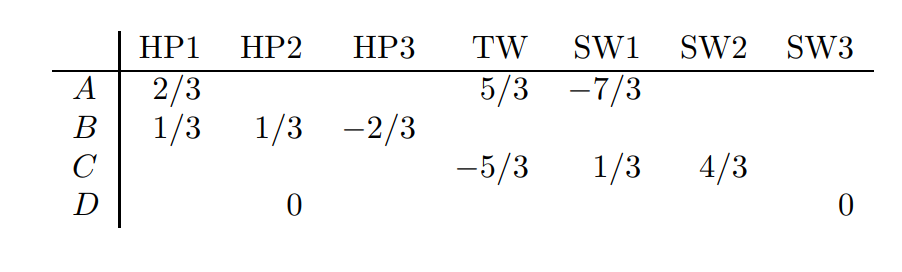 HP1 HP2 HP3 TW SW1 SW2 SW3
A 2/3 5/3 −7/3
B 1/3 1/3 −2/3
C −5/3 1/3 4/3
D 0 0